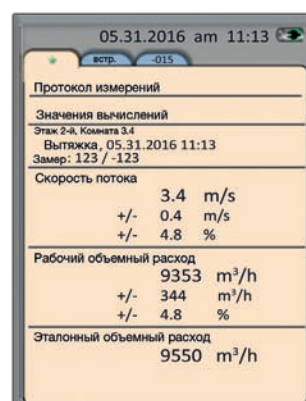 05.31.2016 am 11:13
встр. -015
Протокол измерений
Значения вычислений
Этаж 2-й, Комната 3.4
Вытяжка, 05.31.2016 11:13
Замер: 123 / -123
Скорость потока
3.4 m/s
+/- 0.4 m/s
+/- 4.8 %
Рабочий объемный расход
9353 m³/h
+/- 344 m³/h
+/- 4.8 %
Эталонный объемный расход
9550 m³/h